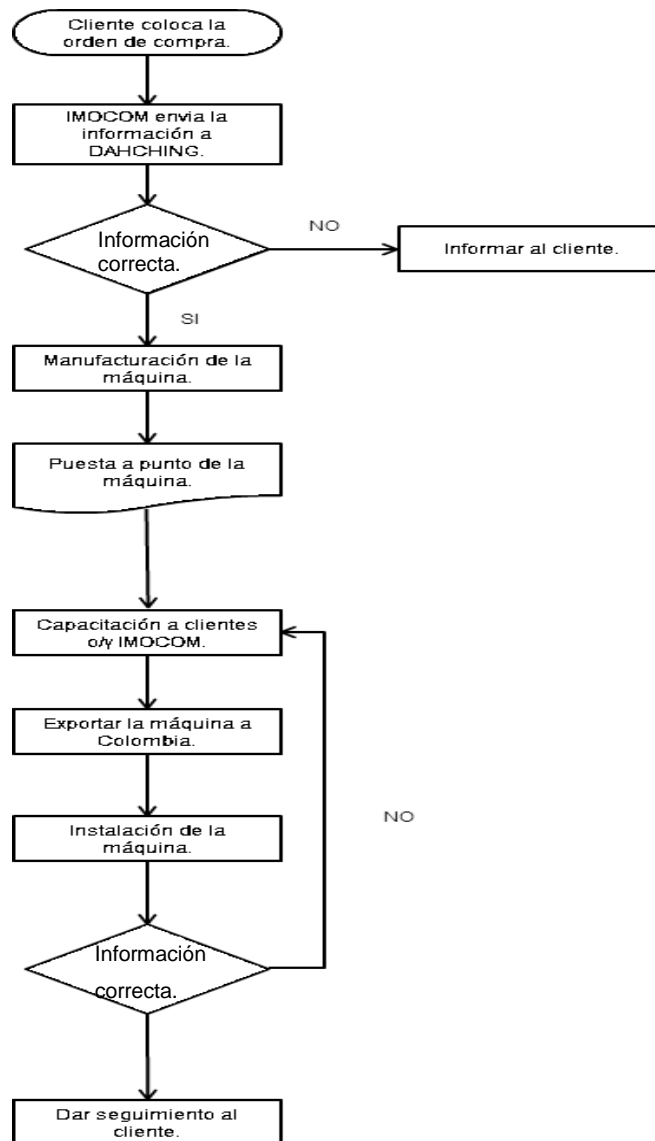 Cliente coloca la
orden de compra.
IMOCOM envia la
información a
DAHCHING.
Información
correcta.
NO
Informar al cliente.
SI
Manufacturación de la
máquina.
Puesta a punto de la
máquina.
Capacitación a clientes
o/y IMOCOM.
Exportar la máquina a
Colombia.
Instalación de la
máquina.
NO
Información
correcta.
Dar seguimiento al
cliente.